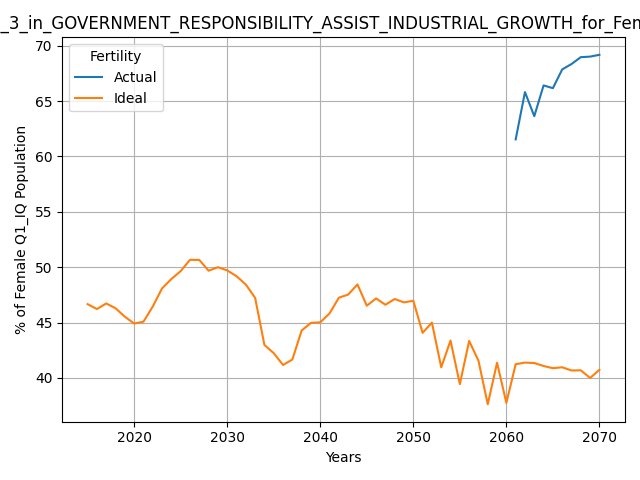 _3_in_GOVERNMENT_RESPONSIBILITY_ASSIST_INDUSTRIAL_GROWTH_for_Fem
Fertility
Actual
Ideal
% of Female Q1_IQ Population
70
65
60
55
50
45
40
2020
2030
2040
2050
2060
2070
Years